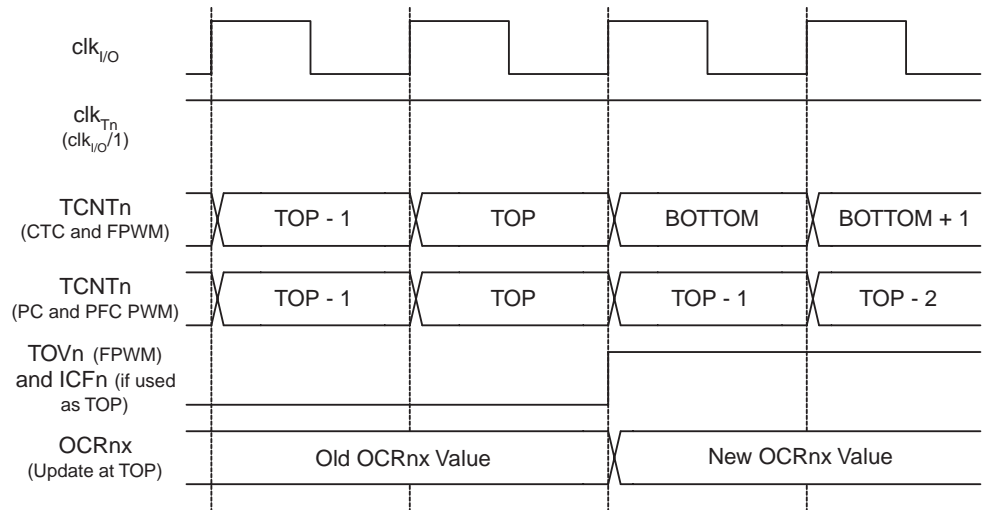 clkI/O
clkTn
(clkI/O/1)
TCNTn
(CTC and FPWM)
TOP - 1
TOP
BOTTOM
BOTTOM + 1
TCNTn
(PC and PFC PWM)
TOP - 1
TOP
TOP - 1
TOP - 2
TOVn (FPWM)
and ICFn (if used
as TOP)
OCRnx
(Update at TOP)
Old OCRnx Value
New OCRnx Value